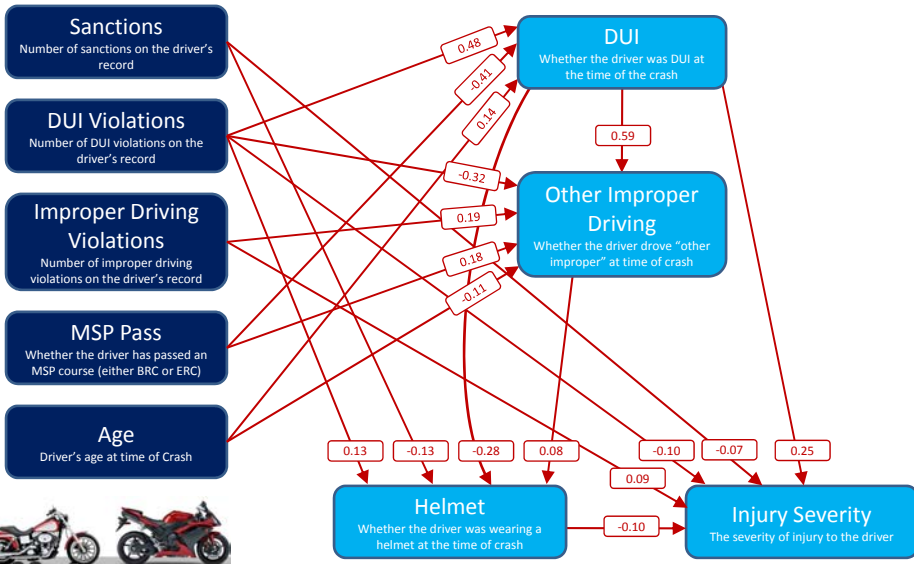 Sanctions
Number of sanctions on the driver's
record
DUI Violations
Number of DUI violations on the
driver's record
Improper Driving
Violations
Number of improper driving
violations on the driver's record
MSP Pass
Whether the driver has passed an
MSP course (either BRC or ERC)
Age
Driver's age at time of Crash
0.48
-0.41
0.14
-0.32
0.19
0.18
-0.11
DUI
Whether the driver was DUI at
the time of the crash
0.59
Other Improper
Driving
Whether the driver drove "other
improper" at time of crash
0.13
-0.13
-0.28
0.08
-0.10
-0.07
0.25
0.09
Helmet
Whether the driver was wearing a
helmet at the time of crash
-0.10
Injury Severity
The severity of injury to the driver